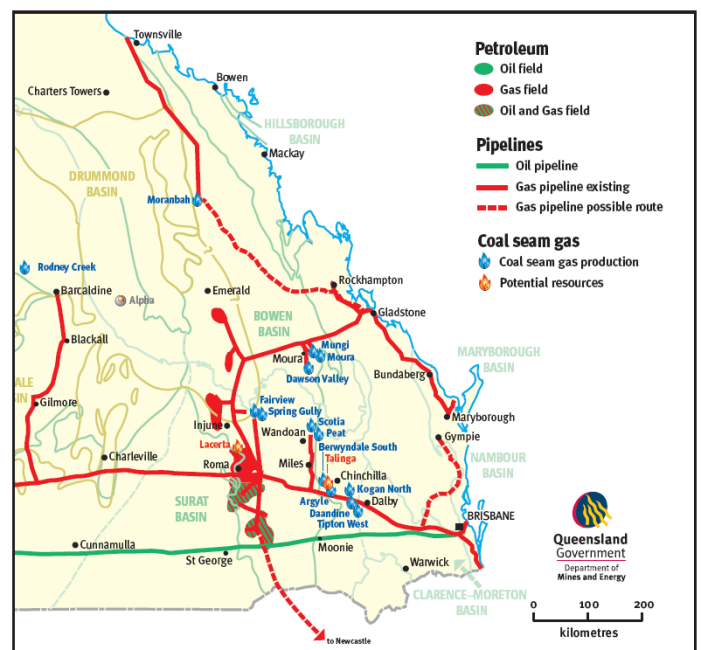 Townsville
Charters Towers
Bowen
HILLSBOROUGH
BASIN
Mackay
DRUMMOND
BASIN
Moranbah
Rodney Creek
Barcaldine
Alpha
Emerald
Rockhampton
Gladstone
BOWEN
BASIN
Blackall
Mungi
Moura
Moura
Dawson Valley
Bundaberg
MARYBOROUGH
BASIN
Gilmore
Fairview
Spring Gully
Injune
Scotia
Peat
Wandoan
Maryborough
Gympie
Lacerta
Berwyndale South
Talinga
NAMBOUR
BASIN
Charleville
Roma
Miles
Chinchilla
Kogan North
Argyle
Dalby
Daandine
Tipton West
SURAT
BASIN
BRISBANE
Cunnamulla
St George
Moonie
Warwick
CLARENCE–MORETON
BASIN
to Newcastle
Petroleum
Oil field
Gas field
Oil and Gas field
Pipelines
Oil pipeline
Gas pipeline existing
Gas pipeline possible route
Coal seam gas
Coal seam gas production
Potential resources
Queensland
Government
Department of
Mines and Energy
0 100 200
kilometres